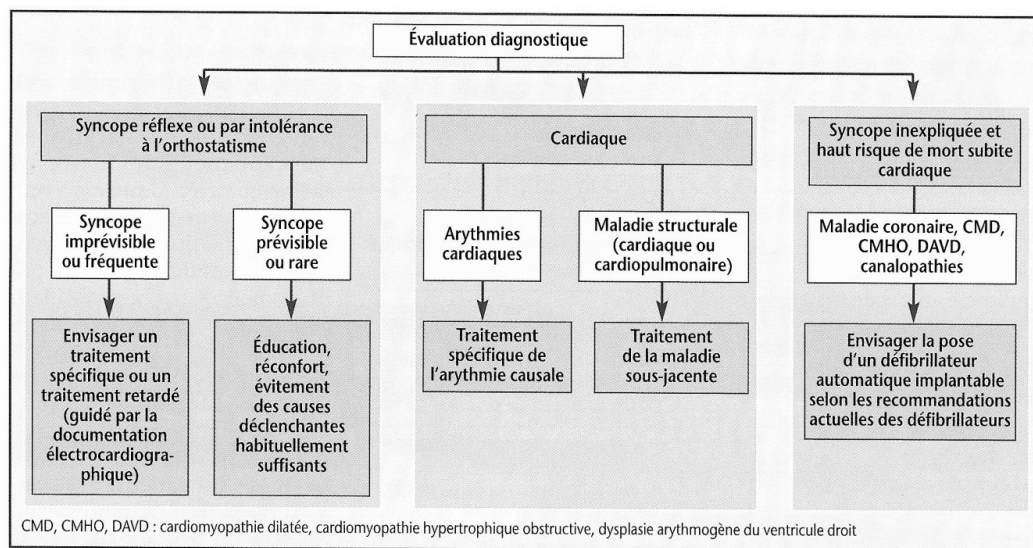 Évaluation diagnostique
Syncope réflexe ou par intolérance
à l'orthostatisme
Cardiaque
Syncope inexpliquée et
haut risque de mort subite
cardiaque
Syncope
imprévisible
ou fréquente
Syncope
prévisible
ou rare
Arythmies
cardiaques
Maladie structurale
(cardiaque ou
cardiopulmonaire)
Maladie coronaire, CMD,
CMHO, DAVD,
canalopathies
Envisager un
traitement
spécifique ou un
traitement retardé
(guidé par la
documentation
électrocardiogra-
phique)
Éducation,
réconfort,
évitement
des causes
déclenchantes
habituellement
suffisants
Traitement
spécifique de
l'arythmie causale
Traitement
de la maladie
sous-jacente
Envisager la pose
d'un défibrillateur
automatique implantable
selon les recommandations
actuelles des défibrillateurs
CMD, CMHO, DAVD : cardiomyopathie dilatée, cardiomyopathie hypertrophique obstructive, dysplasie arythmogène du ventricule droit